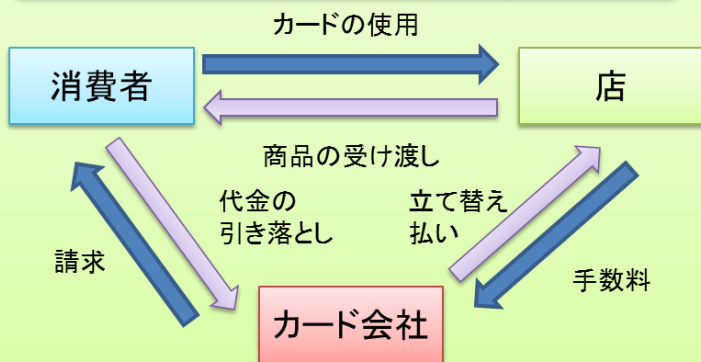 カードの使用
消費者
店
商品の受け渡し
代金の
引き落とし
立て替え
払い
請求
手数料
カード会社